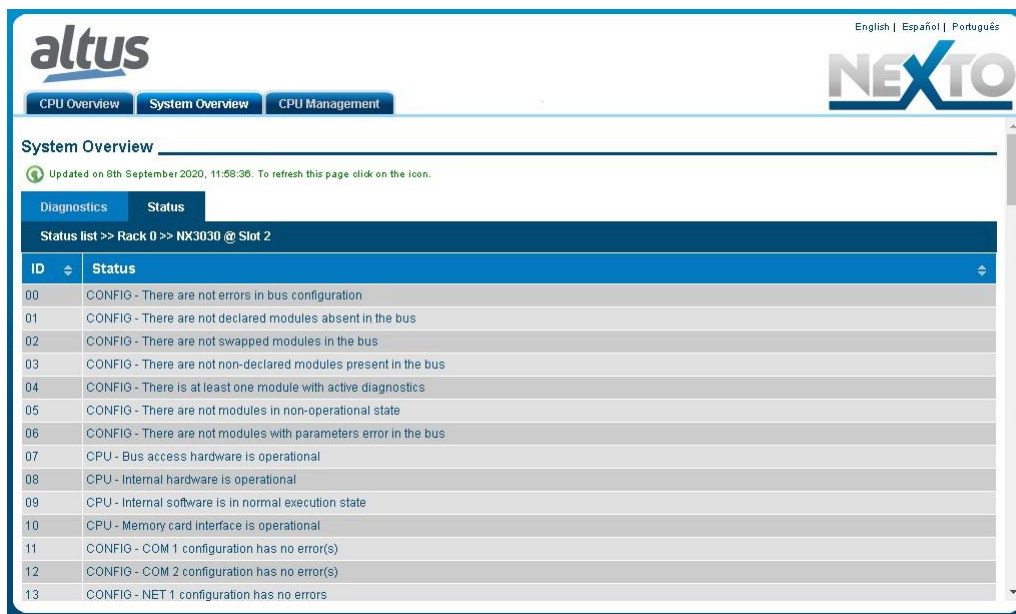 altus
English | Español | Português
NEXTO
CPU Overview System Overview CPU Management
System Overview
Updated on 8th September 2020, 11:58:36. To refresh this page click on the icon.
Diagnostics Status
Status list >> Rack 0 >> NX3030 @ Slot 2
ID Status
00 CONFIG - There are not errors in bus configuration
01 CONFIG - There are not declared modules absent in the bus
02 CONFIG - There are not swapped modules in the bus
03 CONFIG - There are not non-declared modules present in the bus
04 CONFIG - There is at least one module with active diagnostics
05 CONFIG - There are not modules in non-operational state
06 CONFIG - There are not modules with parameters error in the bus
07 CPU - Bus access hardware is operational
08 CPU - Internal hardware is operational
09 CPU - Internal software is in normal execution state
10 CPU - Memory card interface is operational
11 CONFIG - COM 1 configuration has no error(s)
12 CONFIG - COM 2 configuration has no error(s)
13 CONFIG - NET 1 configuration has no errors